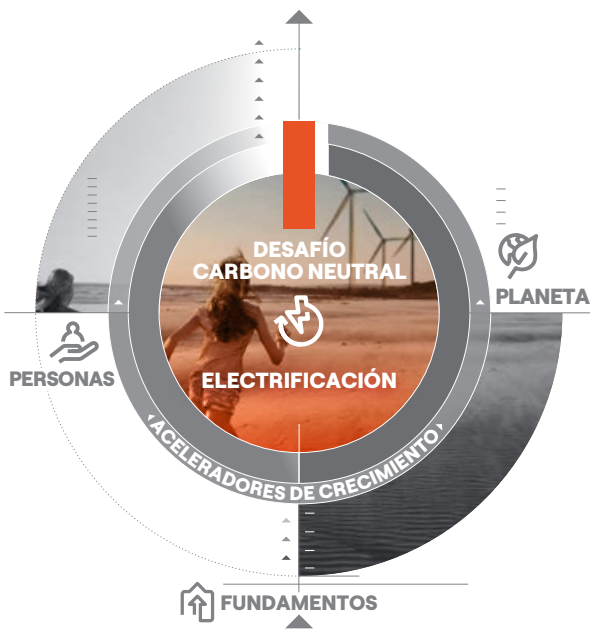 DESAFÍO
CARBONO NEUTRAL
PLANETA
PERSONAS
ELECTRIFICACIÓN
ACELERADORES DE CRECIMIENTO
FUNDAMENTOS